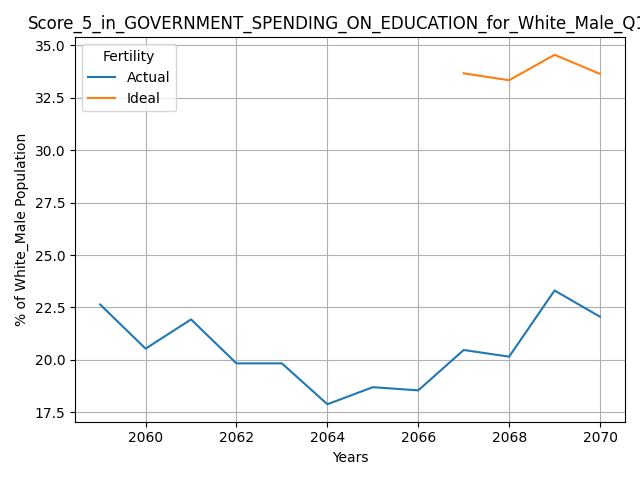 Score_5_in_GOVERNMENT_SPENDING_ON_EDUCATION_for_White_Male_Q1
Fertility
Actual
Ideal
% of White_Male Population
35.0
32.5
30.0
27.5
25.0
22.5
20.0
17.5
2060 2062 2064 2066 2068 2070
Years